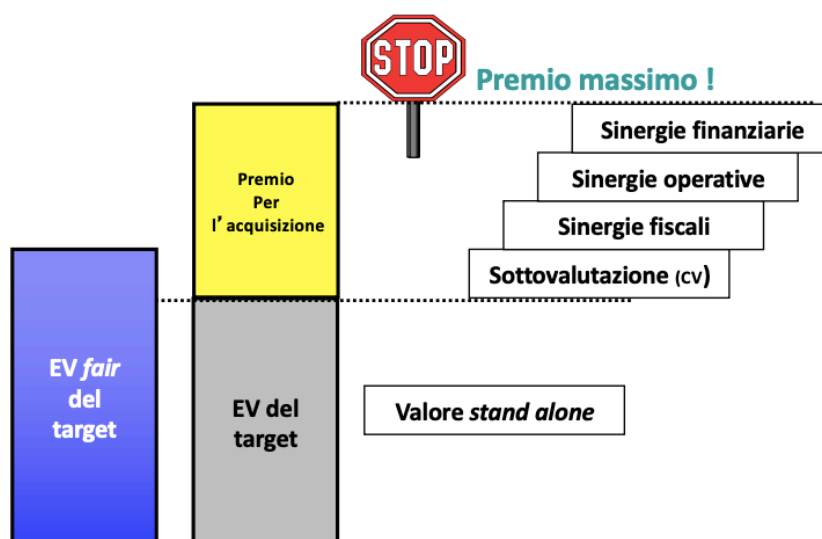 STOP
Premio massimo !
Sinergie finanziarie
Premio
Per
l’ acquisizione
Sinergie operative
Sinergie fiscali
Sottovalutazione (CV)
EV fair
del
target
EV del
target
Valore stand alone